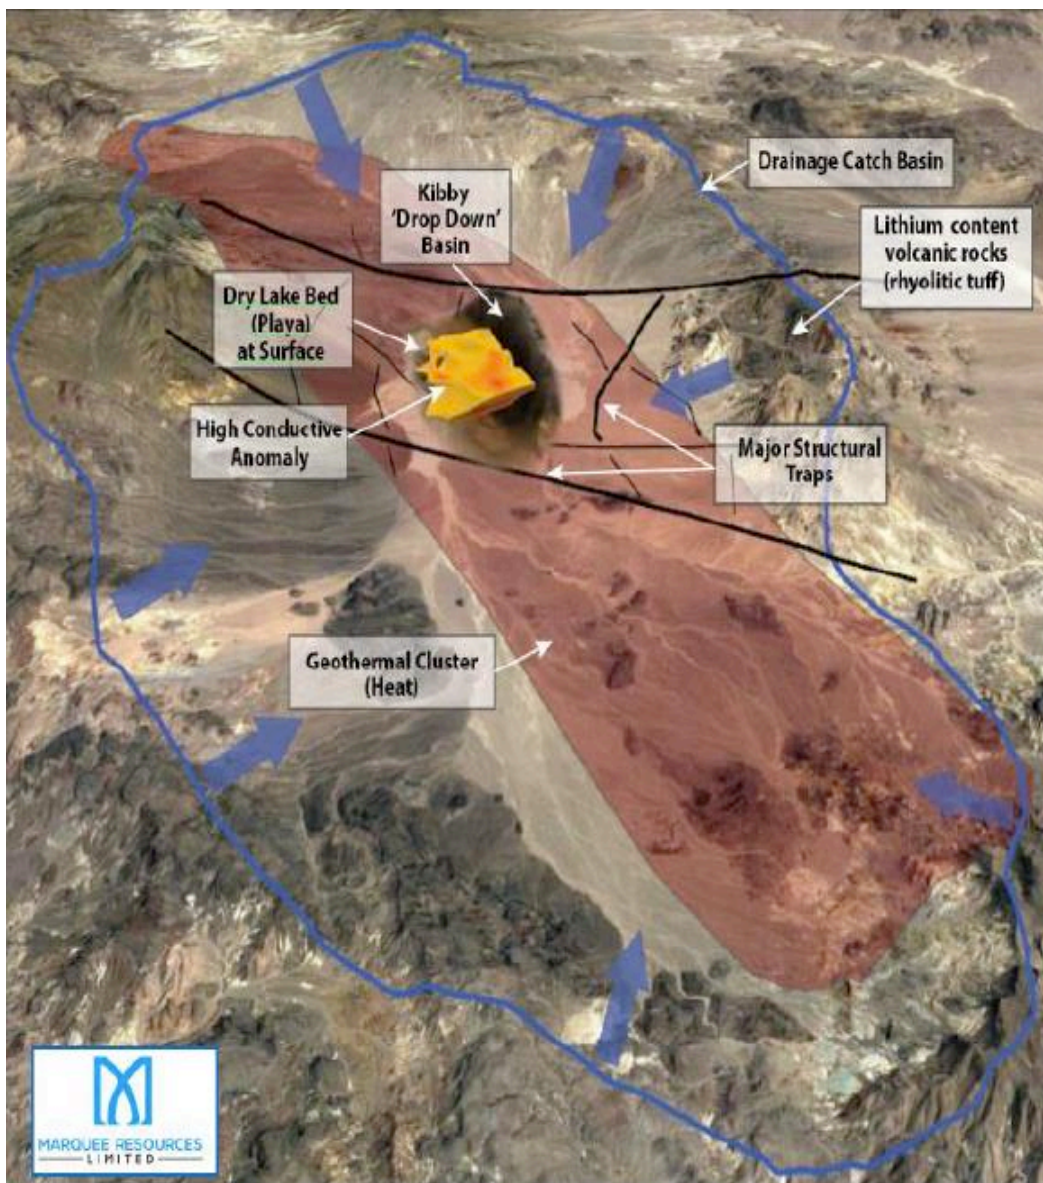 Drainage Catch Basin
Kibby
'Drop Down'
Basin
Lithium content
volcanic rocks
(rhyolitic tuff)
Dry Lake Bed
(Playa)
at Surface
High Conductive
Anomaly
Major Structural
Traps
Geothermal Cluster
(Heat)
MARQUEE RESOURCES
LIMITED